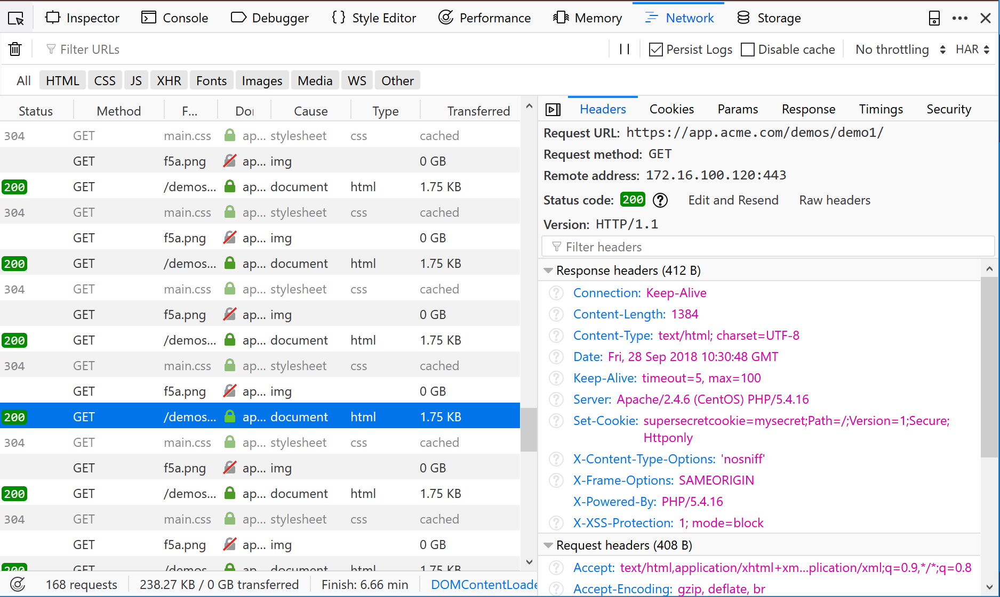 Inspector Console Debugger Style Editor Performance Memory Network Storage
Filter URLs Persist Logs Disable cache No throttling HAR
All HTML CSS JS XHR Fonts Images Media WS Other
Status Method F... Do Cause Type Transferred
304 GET main.css ap... stylesheet css cached
GET f5a.png ap... img 0 GB
200 GET /demos... ap... document html 1.75 KB
304 GET main.css ap... stylesheet css cached
GET f5a.png ap... img 0 GB
200 GET /demos... ap... document html 1.75 KB
304 GET main.css ap... stylesheet css cached
GET f5a.png ap... img 0 GB
200 GET /demos... ap... document html 1.75 KB
304 GET main.css ap... stylesheet css cached
GET f5a.png ap... img 0 GB
200 GET /demos... ap... document html 1.75 KB
304 GET main.css ap... stylesheet css cached
GET f5a.png ap... img 0 GB
200 GET /demos... ap... document html 1.75 KB
304 GET main.css ap... stylesheet css cached
GET f5a.png ap... img 0 GB
200 GET /demos... ap... document html 1.75 KB
168 requests 238.27 KB / 0 GB transferred Finish: 6.66 min DOMContentLoade
Headers Cookies Params Response Timings Security
Request URL: https://app.acme.com/demos/demo1/
Request method: GET
Remote address: 172.16.100.120:443
Status code: 200 ? Edit and Resend Raw headers
Version: HTTP/1.1
Filter headers
Response headers (412 B)
? Connection: Keep-Alive
? Content-Length: 1384
? Content-Type: text/html; charset=UTF-8
? Date: Fri, 28 Sep 2018 10:30:48 GMT
? Keep-Alive: timeout=5, max=100
? Server: Apache/2.4.6 (CentOS) PHP/5.4.16
? Set-Cookie: supersecretcookie=mysecret;Path=/;Version=1;Secure;
Httponly
? X-Content-Type-Options: 'nosniff'
? X-Frame-Options: SAMEORIGIN
X-Powered-By: PHP/5.4.16
? X-XSS-Protection: 1; mode=block
Request headers (408 B)
? Accept: text/html,application/xhtml+xm...plication/xml;q=0.9,*/*;q=0.8
? Accept-Encoding: gzip, deflate, br